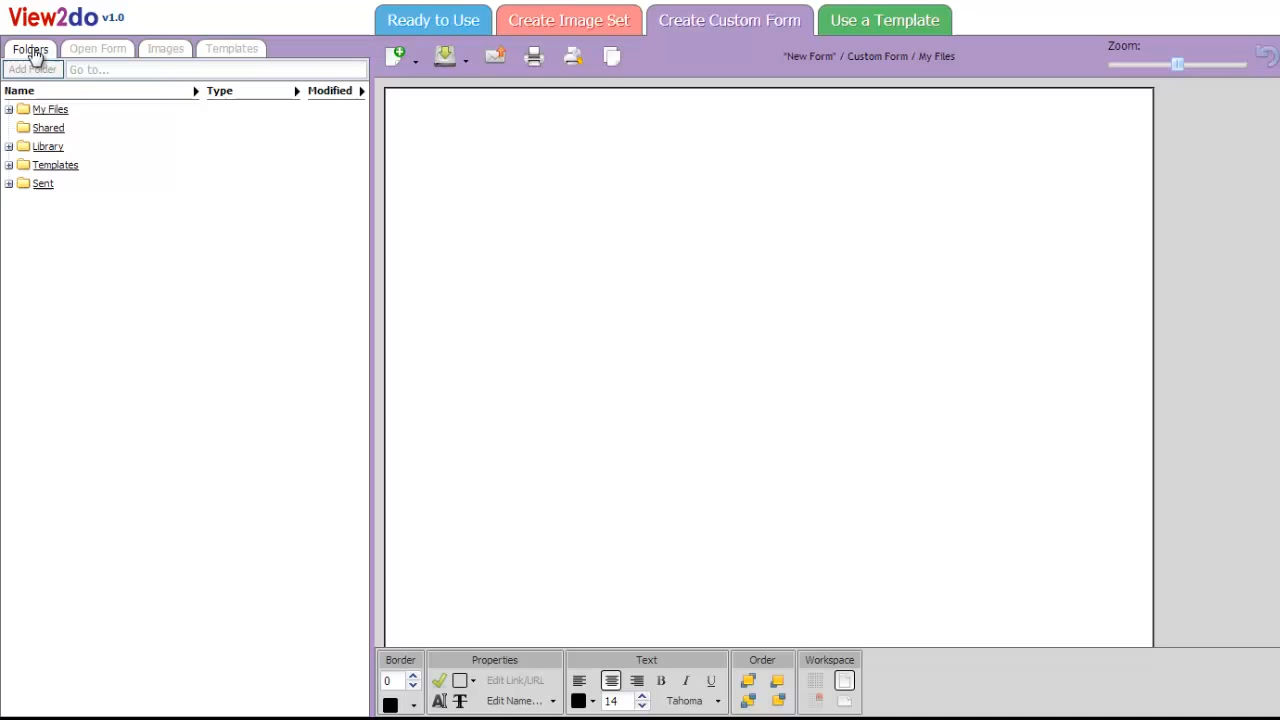 View2do v1.0
Ready to Use
Create Image Set
Create Custom Form
Use a Template
Folders
Open Form
Images
Templates
"New Form" / Custom Form / My Files
Zoom:
Add Folder
Go to...
Name
Type
Modified
My Files
Shared
Library
Templates
Sent
Border
Properties
Text
Order
Workspace
0
Edit Link/URL
B I U
A T
Edit Name...
14
Tahoma